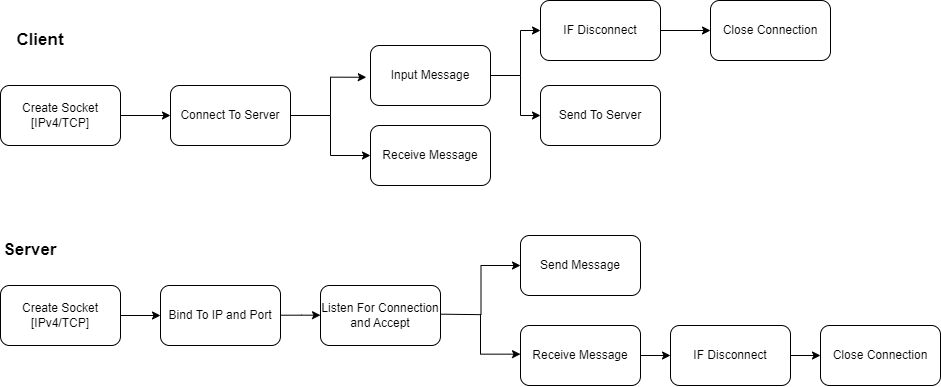 Client
Create Socket
[IPv4/TCP]
Connect To Server
Input Message
Receive Message
IF Disconnect
Send To Server
Close Connection
Server
Create Socket
[IPv4/TCP]
Bind To IP and Port
Listen For Connection
and Accept
Send Message
Receive Message
IF Disconnect
Close Connection